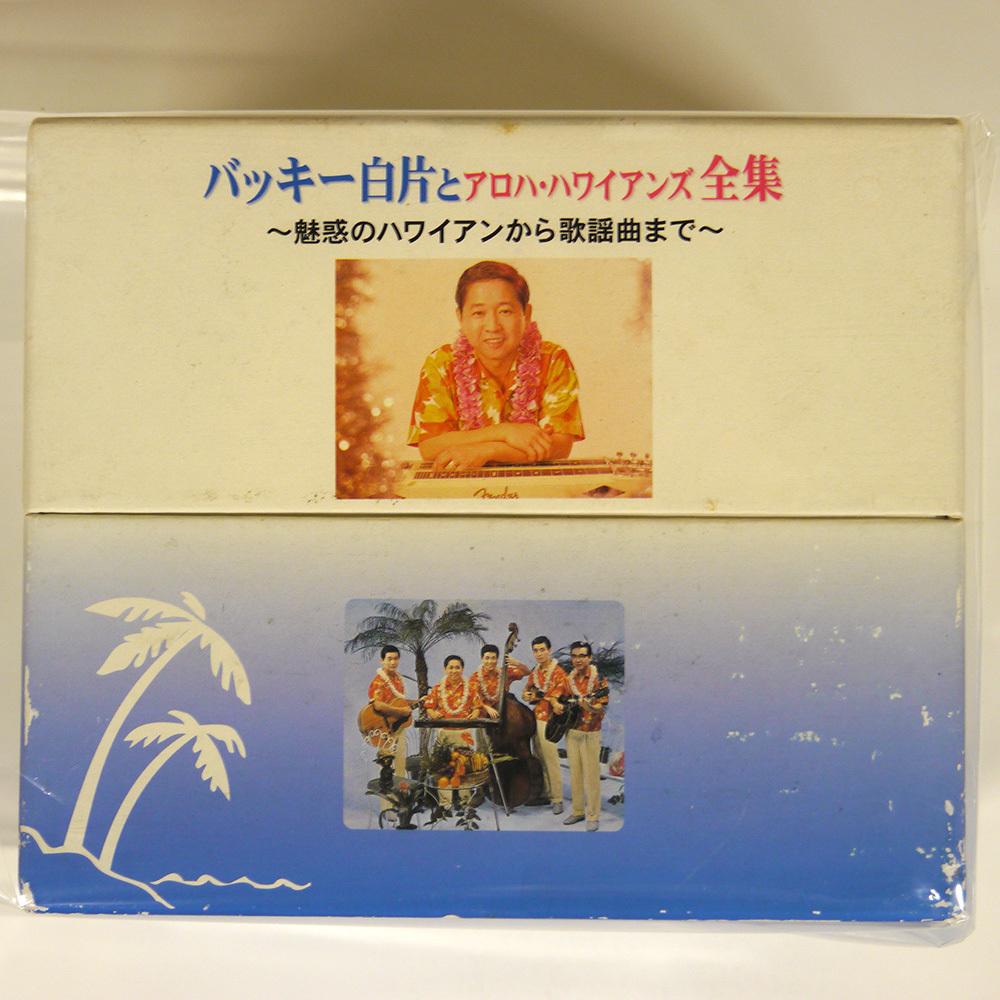 バッキー白片とアロハ・ハワイアンズ全集
～魅惑のハワイアンから歌謡曲まで～
Fender